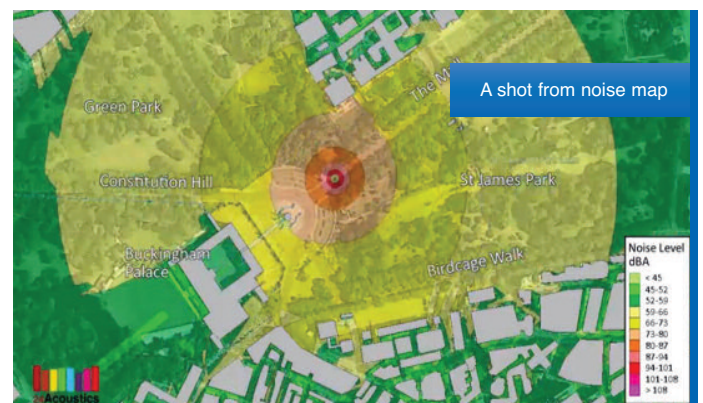 A shot from noise map
The Mall
Green Park
Constitution Hill
St James Park
Buckingham
Palace
Birdcage Walk
Noise Level
dBA
< 45
45-52
52-59
59-66
66-73
73-80
80-87
87-94
94-101
101-108
> 108
24Acoustics